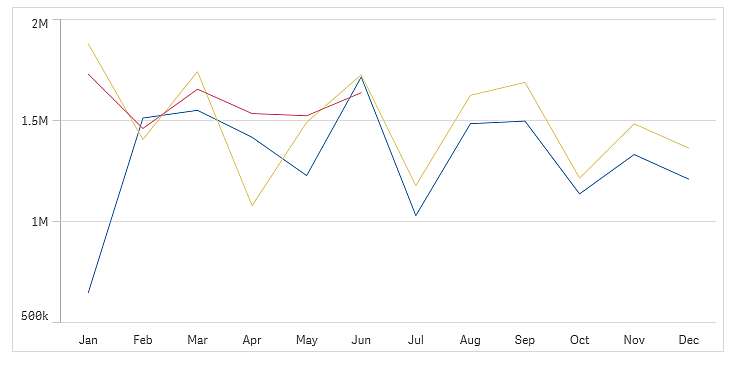 2M
1.5M
1M
500k
Jan Feb Mar Apr May Jun Jul Aug Sep Oct Nov Dec